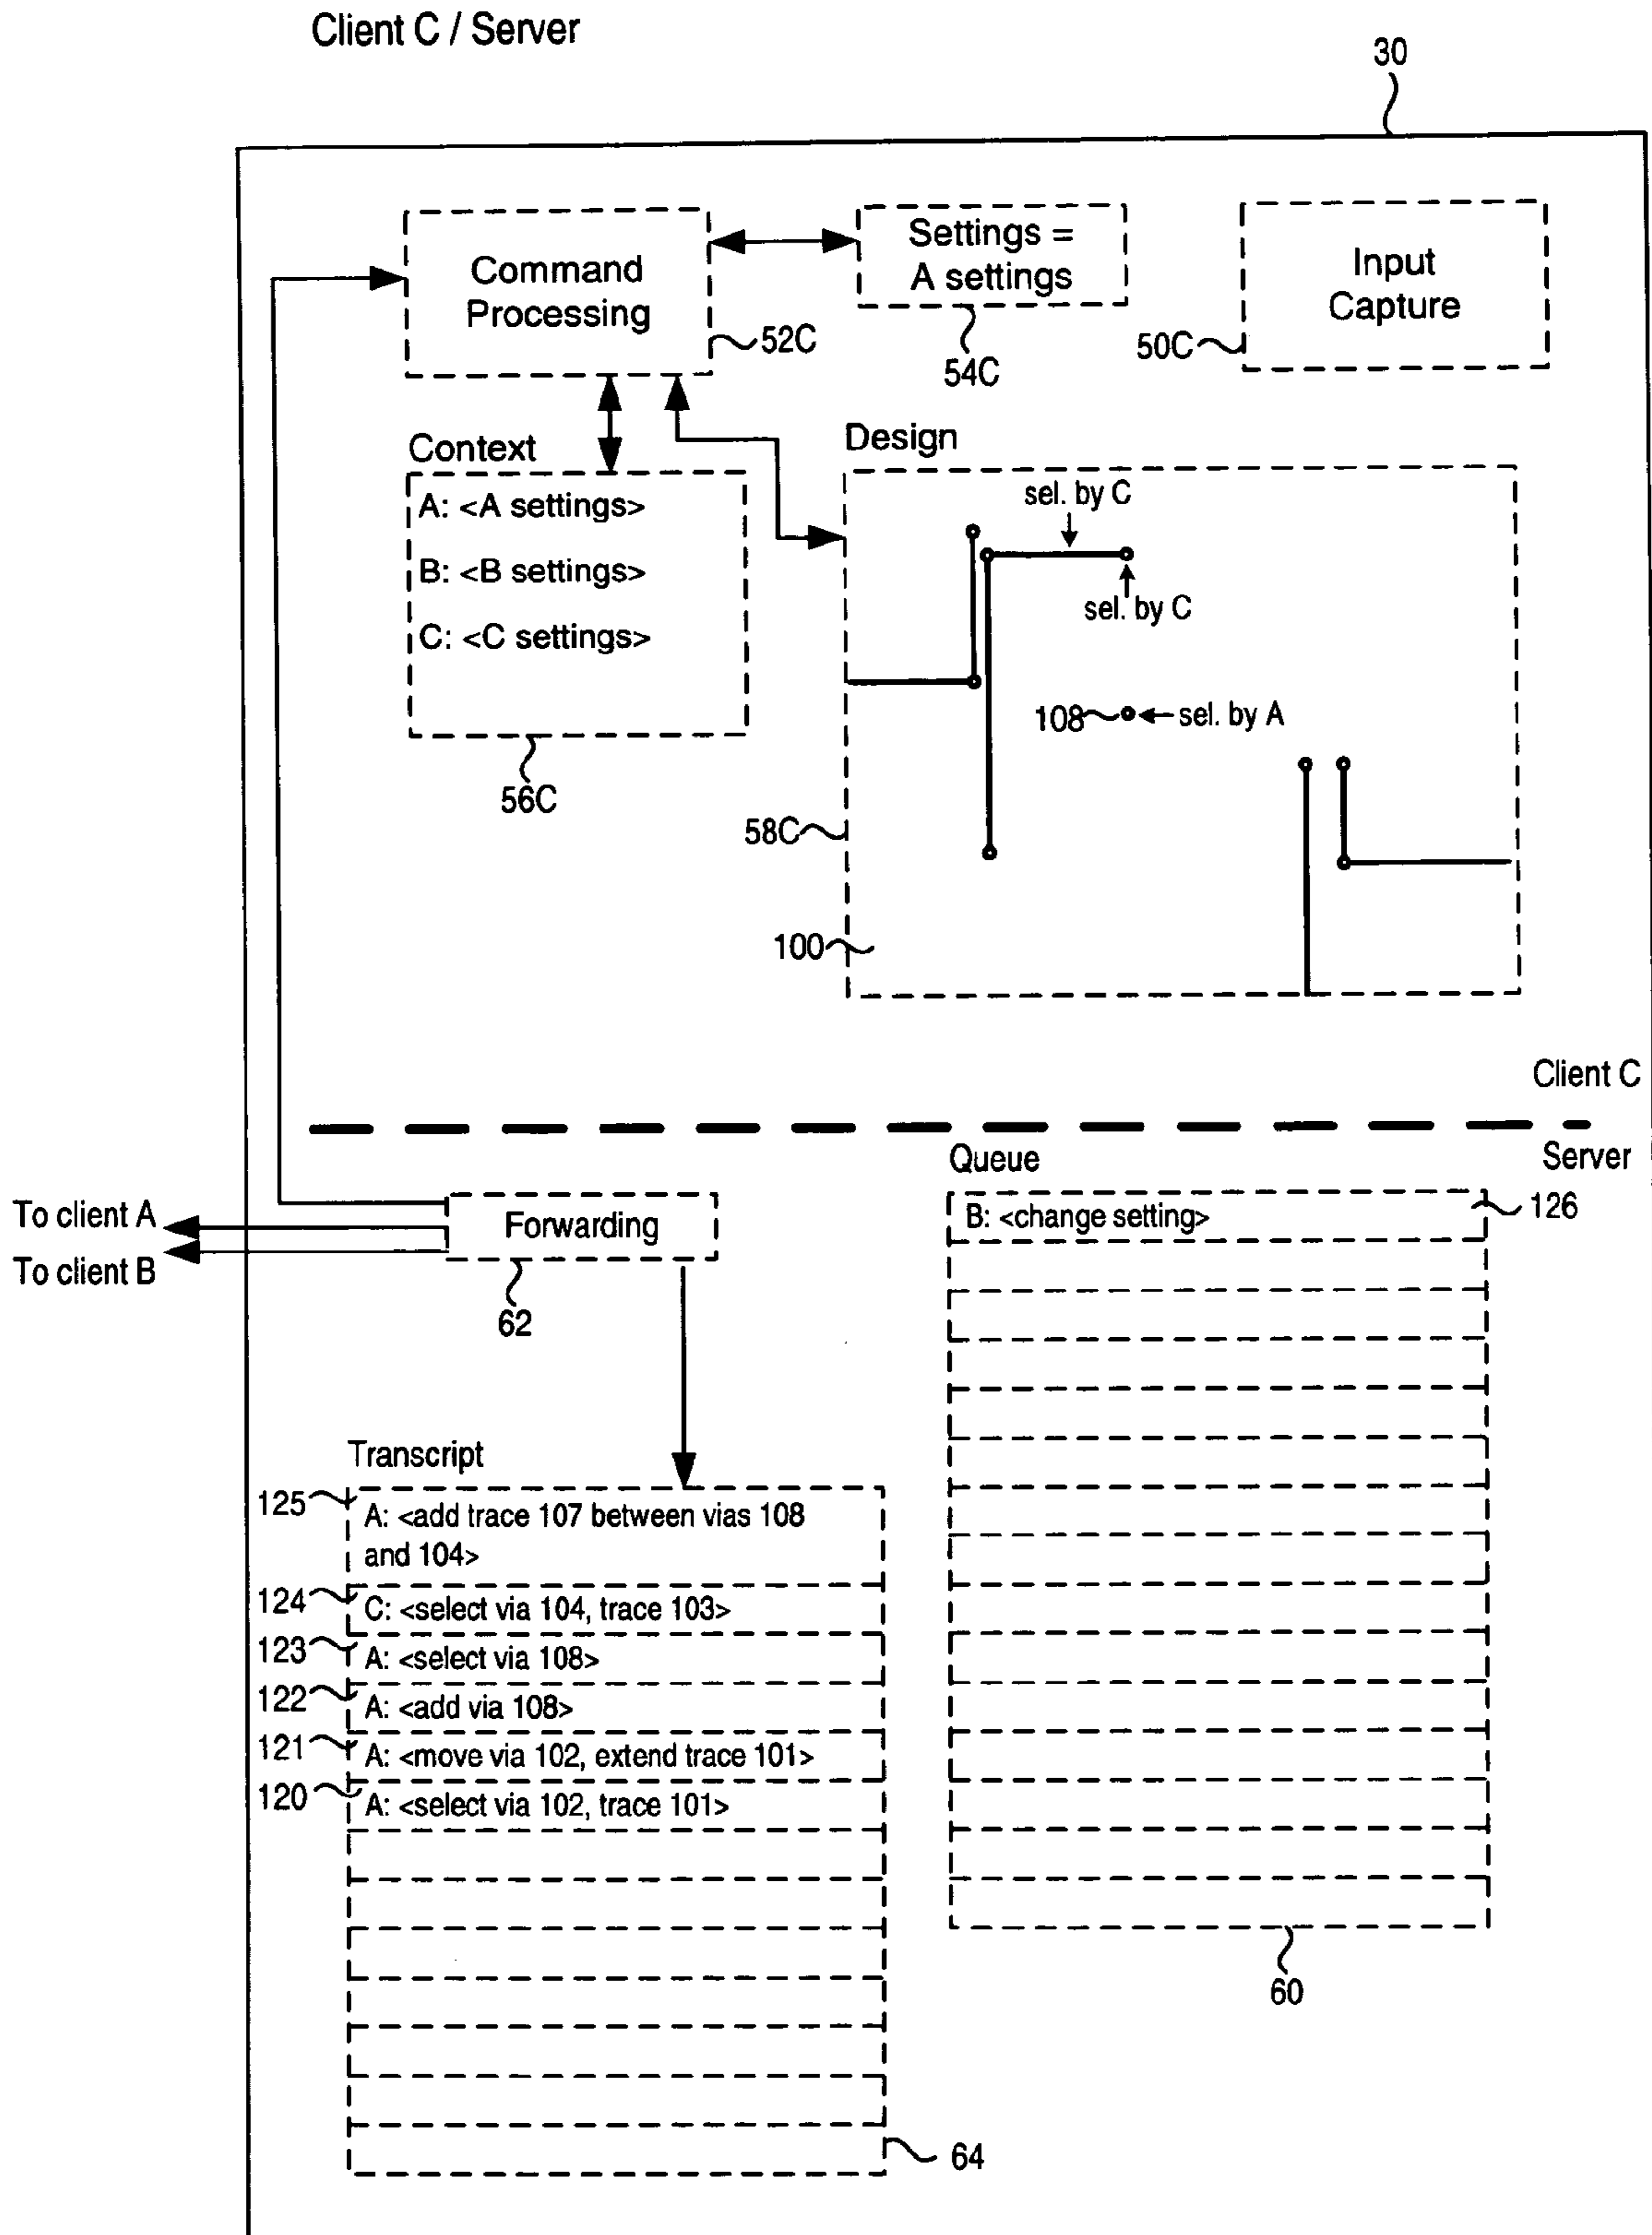 Client C / Server
30
Command
Processing
52C
Settings =
A settings
54C
Input
Capture
50C
Context
A: <A settings>
B: <B settings>
C: <C settings>
56C
Design
sel. by C
sel. by C
108
sel. by A
58C
100
Client C
Server
To client A
To client B
Forwarding
62
Queue
B: <change setting>
126
60
Transcript
125
A: <add trace 107 between vias 108
and 104>
124
C: <select via 104, trace 103>
123
A: <select via 108>
122
A: <add via 108>
121
A: <move via 102, extend trace 101>
120
A: <select via 102, trace 101>
64